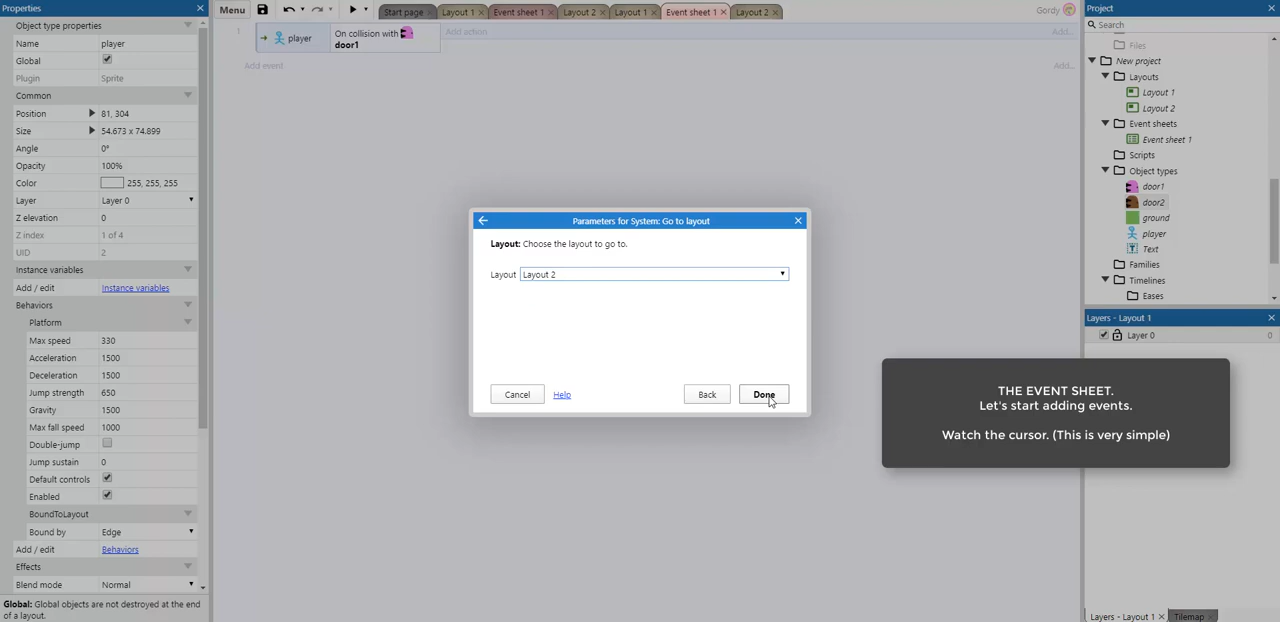 Properties
Menu
Start page
Layout 1
Event sheet 1
Layout 2
Layout 1
Event sheet 1
Layout 2
Gordy
Project
Object type properties
Name player
Global
Plugin Sprite
Common
Position 81, 304
Size 54.673 x 74.899
Angle 0°
Opacity 100%
Color 255, 255, 255
Layer Layer 0
Z elevation 0
Z index 1 of 4
UID 2
Instance variables
Add / edit Instance variables
Behaviors
Platform
Max speed 330
Acceleration 1500
Deceleration 1500
Jump strength 650
Gravity 1500
Max fall speed 1000
Double-jump
Jump sustain 0
Default controls
Enabled
BoundToLayout
Bound by Edge
Add / edit Behaviors
Effects
Blend mode Normal
Global: Global objects are not destroyed at the end
of a layout.
1
player
On collision with
door1
Add action
Add...
Add event
Add...
Parameters for System: Go to layout
Layout: Choose the layout to go to.
Layout Layout 2
Cancel
Help
Back
Done
Search
Files
New project
Layouts
Layout 1
Layout 2
Event sheets
Event sheet 1
Scripts
Object types
door1
door2
ground
player
Text
Families
Timelines
Eases
Layers - Layout 1
Layer 0 0
THE EVENT SHEET.
Let's start adding events.
Watch the cursor. (This is very simple)
Layers - Layout 1
Tilemap